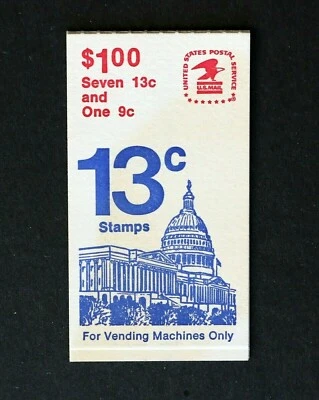 $1.00
Seven 13c
and
One 9c
UNITED STATES POSTAL SERVICE
U.S.MAIL
13c
Stamps
For Vending Machines Only